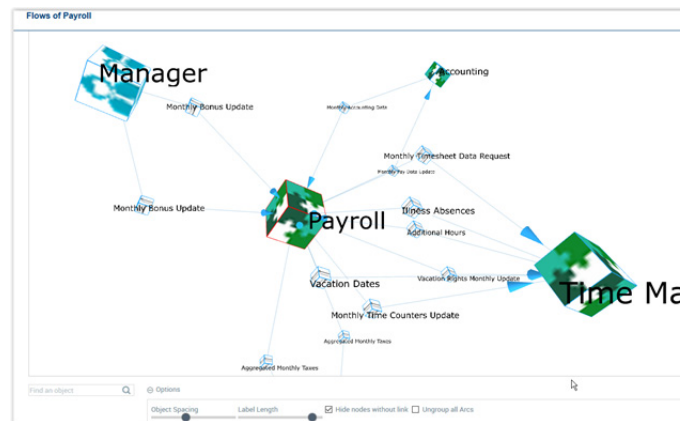 Flows of Payroll
Manager
Accounting
Monthly Bonus Update
Monthly Accounting Data
Monthly Timesheet Data Request
Monthly Pay Data Update
Monthly Bonus Update
Illness Absences
Payroll
Additional Hours
Vacation Dates
Vacation Rights Monthly Update
Time Ma
Monthly Time Counters Update
Aggregated Monthly Taxes
Aggregated Monthly Taxes
Find an object
Options
Object Spacing
Label Length
Hide nodes without link
Ungroup all Arcs